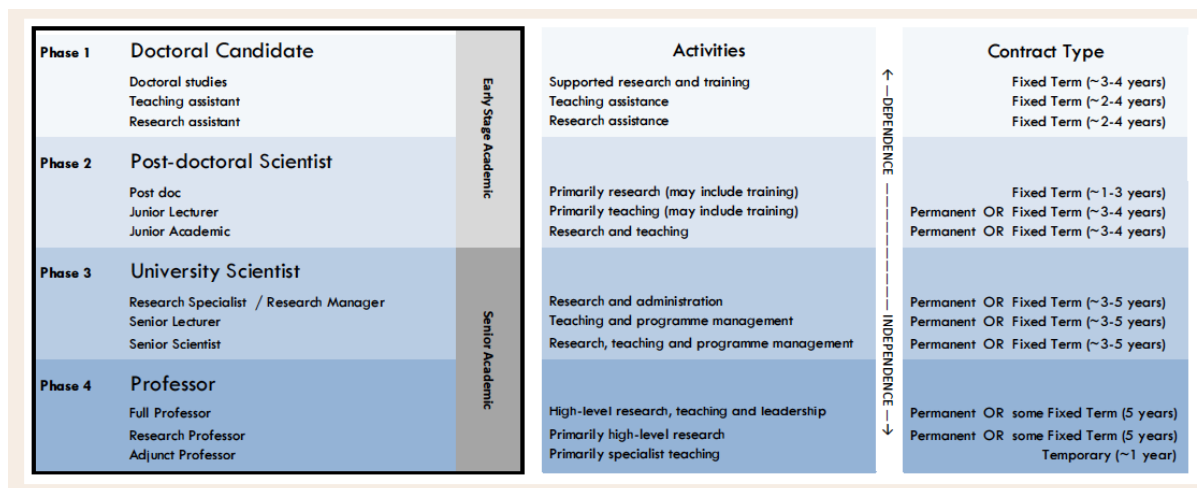 Phase 1 Doctoral Candidate Activities Contract Type
Doctoral studies Supported research and training Fixed Term (~3-4 years)
Teaching assistant Teaching assistance Fixed Term (~2-4 years)
Research assistant Research assistance Fixed Term (~2-4 years)
Early Stage Academic
Phase 2 Post-doctoral Scientist
Post doc Primarily research (may include training) Fixed Term (~1-3 years)
Junior Lecturer Primarily teaching (may include training) Permanent OR Fixed Term (~3-4 years)
Junior Academic Research and teaching Permanent OR Fixed Term (~3-4 years)
DEPENDENCE
INDEPENDENCE
Phase 3 University Scientist
Research Specialist / Research Manager Research and administration Permanent OR Fixed Term (~3-5 years)
Senior Lecturer Teaching and programme management Permanent OR Fixed Term (~3-5 years)
Senior Scientist Research, teaching and programme management Permanent OR Fixed Term (~3-5 years)
Senior Academic
Phase 4 Professor
Full Professor High-level research, teaching and leadership Permanent OR some Fixed Term (5 years)
Research Professor Primarily high-level research Permanent OR some Fixed Term (5 years)
Adjunct Professor Primarily specialist teaching Temporary (~1 year)